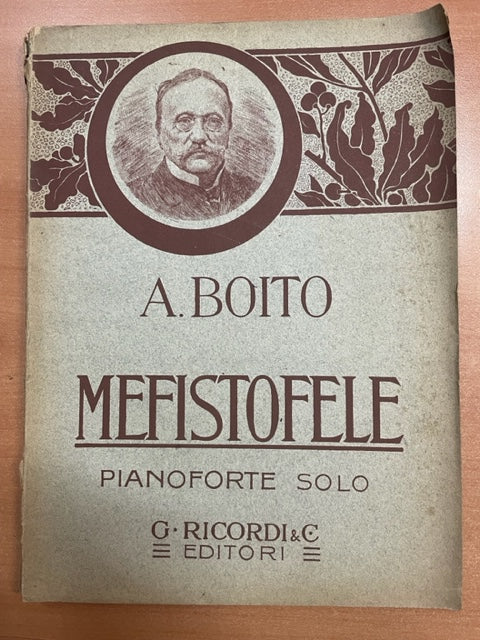 A. BOITO
MEFISTOFELE
PIANOFORTE SOLO
G. RICORDI & C.
EDITORI